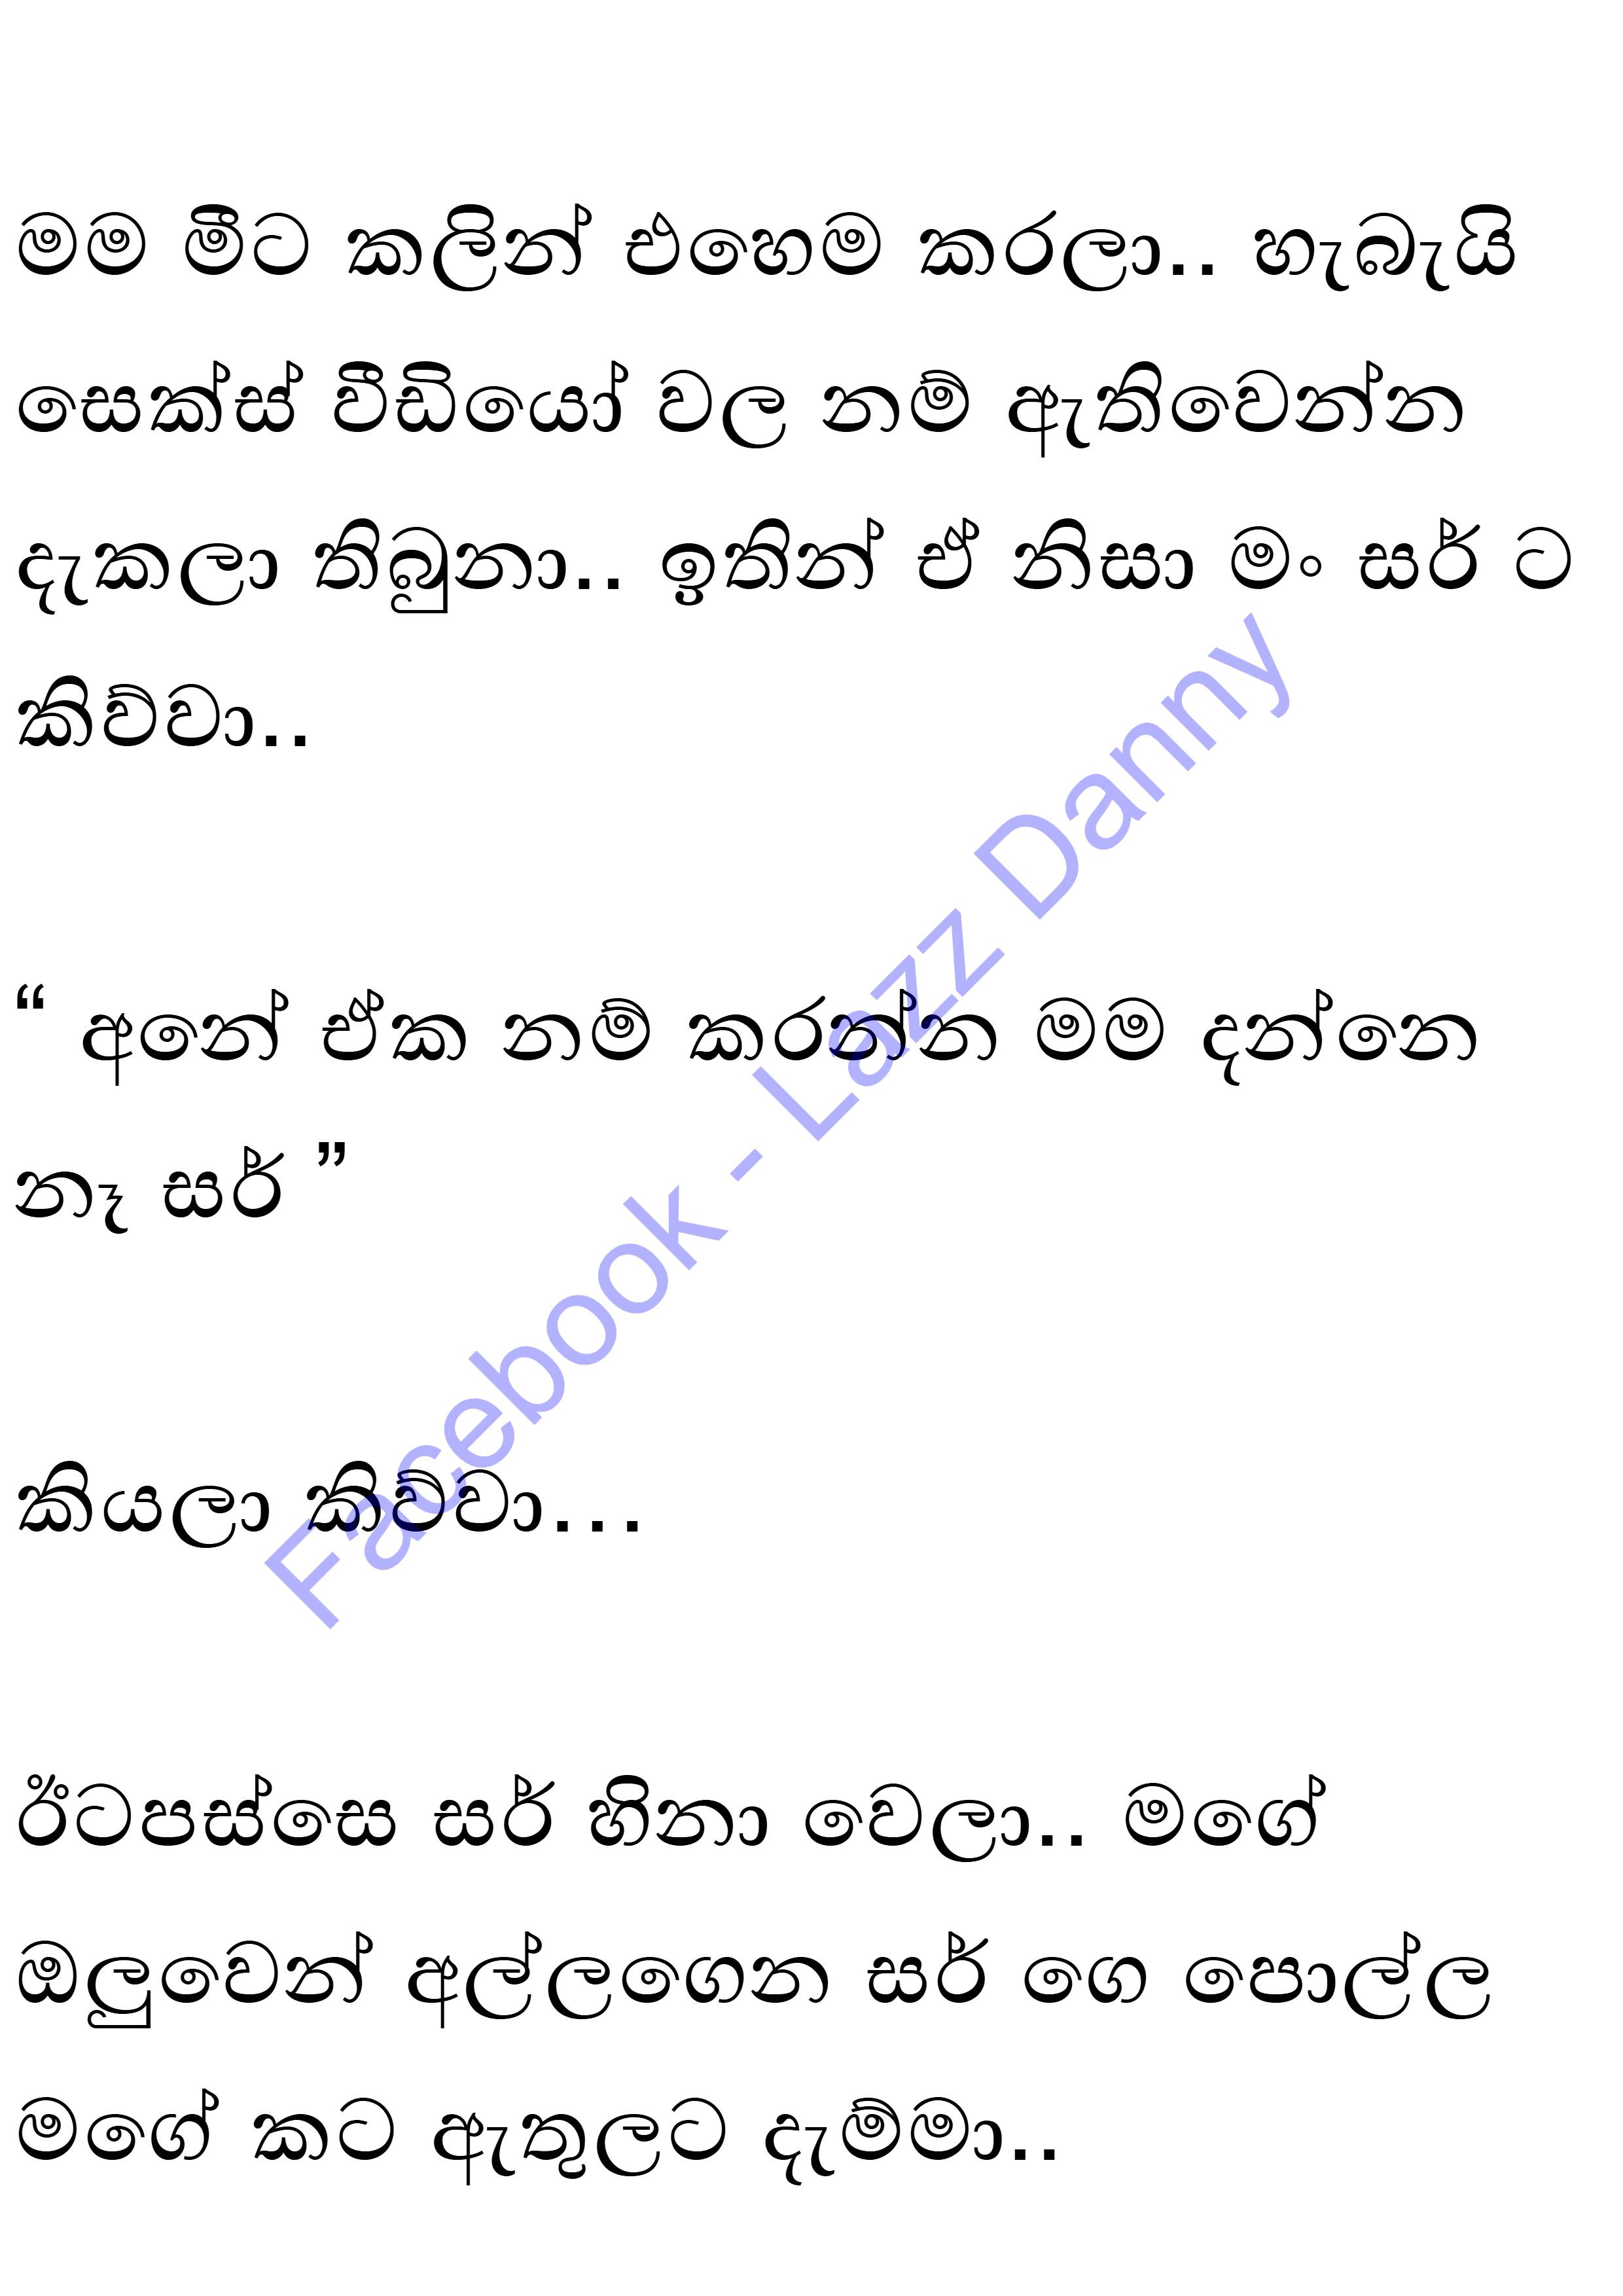 මම මීට කලින් එහෙම කරලා.. හැබැයි
සෙක්ස් වීඩියෝ වල නම් ඇතිවෙන්න
දැකලා තිබුනා.. ඉතින් ඒ නිසා මං සර් ට
කිව්වා..
“ අනේ ඒක නම් කරන්න මම දන්නෙ
නෑ සර් ”
කියලා කිව්වා...
ඊටපස්සෙ සර් හිනා වෙලා.. මගේ
ඔලුවෙන් අල්ලගෙන සර් ගෙ පොල්ල
මගේ කට ඇතුලට දැම්මා..
Facebook - Lazz Danny